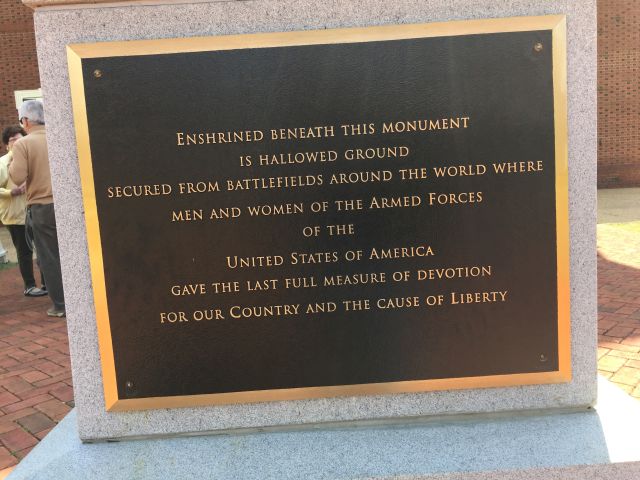 Enshrined beneath this monument
is hallowed ground
secured from battlefields around the world where
men and women of the Armed Forces
of the
United States of America
gave the last full measure of devotion
for our Country and the cause of Liberty